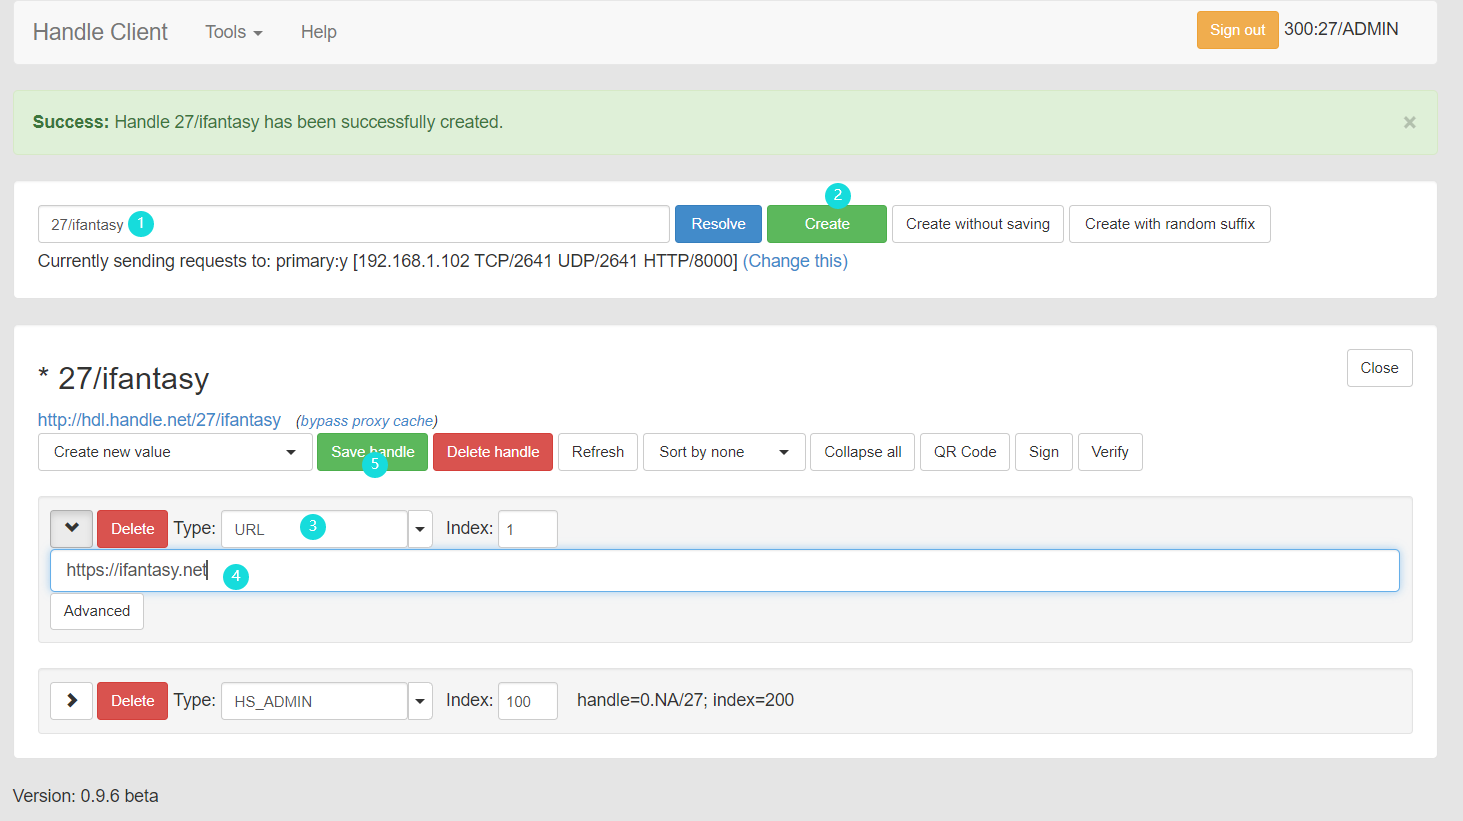 Handle Client Tools Help Sign out 300:27/ADMIN
Success: Handle 27/ifantasy has been successfully created. ×
2
27/ifantasy 1 Resolve Create Create without saving Create with random suffix
Currently sending requests to: primary:y [192.168.1.102 TCP/2641 UDP/2641 HTTP/8000] (Change this)
* 27/ifantasy Close
http://hdl.handle.net/27/ifantasy (bypass proxy cache)
Create new value Save handle Delete handle Refresh Sort by none Collapse all QR Code Sign Verify
5
Delete Type: URL 3 Index: 1
https://ifantasy.net 4
Advanced
Delete Type: HS_ADMIN Index: 100 handle=0.NA/27; index=200
Version: 0.9.6 beta